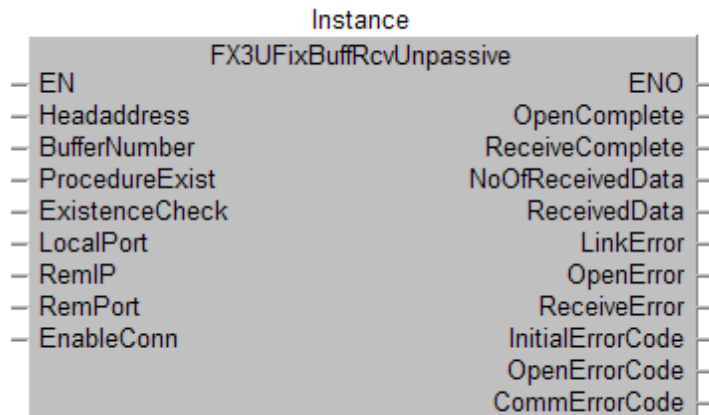 Instance
FX3UFixBuffRcvUnpassive
EN ENO
Headaddress OpenComplete
BufferNumber ReceiveComplete
ProcedureExist NoOfReceivedData
ExistenceCheck ReceivedData
LocalPort LinkError
RemIP OpenError
RemPort ReceiveError
EnableConn InitialErrorCode
OpenErrorCode
CommErrorCode